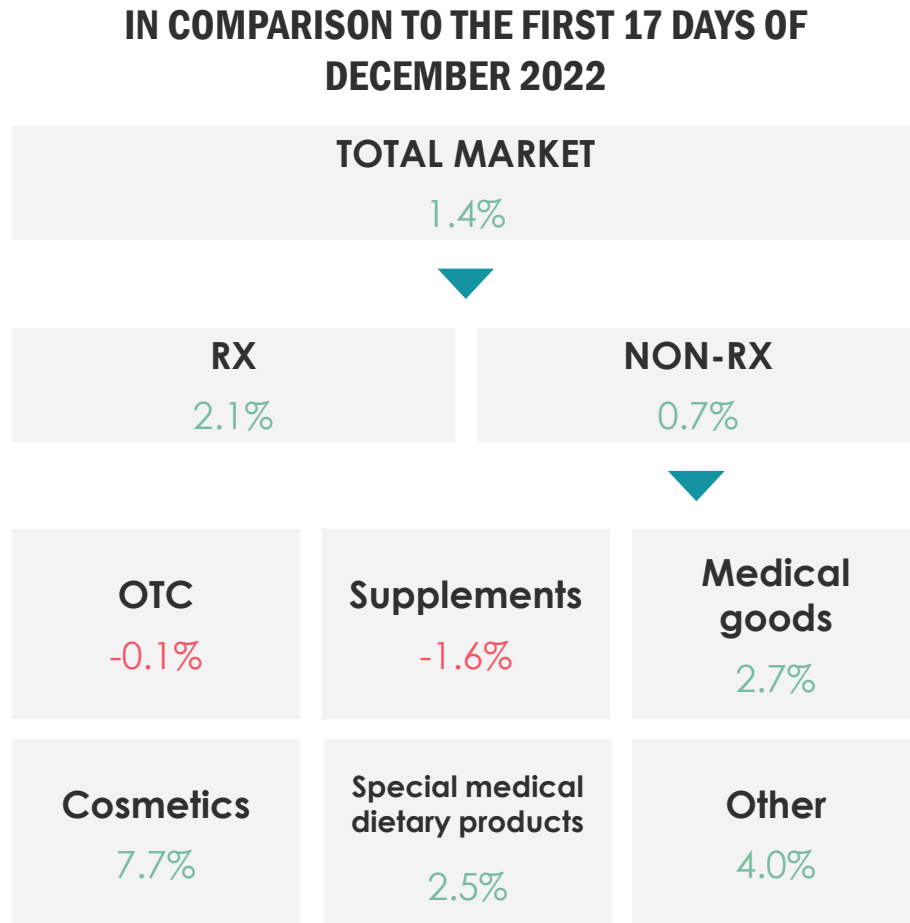 IN COMPARISON TO THE FIRST 17 DAYS OF
DECEMBER 2022
TOTAL MARKET
1.4%
RX
2.1%
NON-RX
0.7%
OTC
-0.1%
Supplements
-1.6%
Medical
goods
2.7%
Cosmetics
7.7%
Special medical
dietary products
2.5%
Other
4.0%